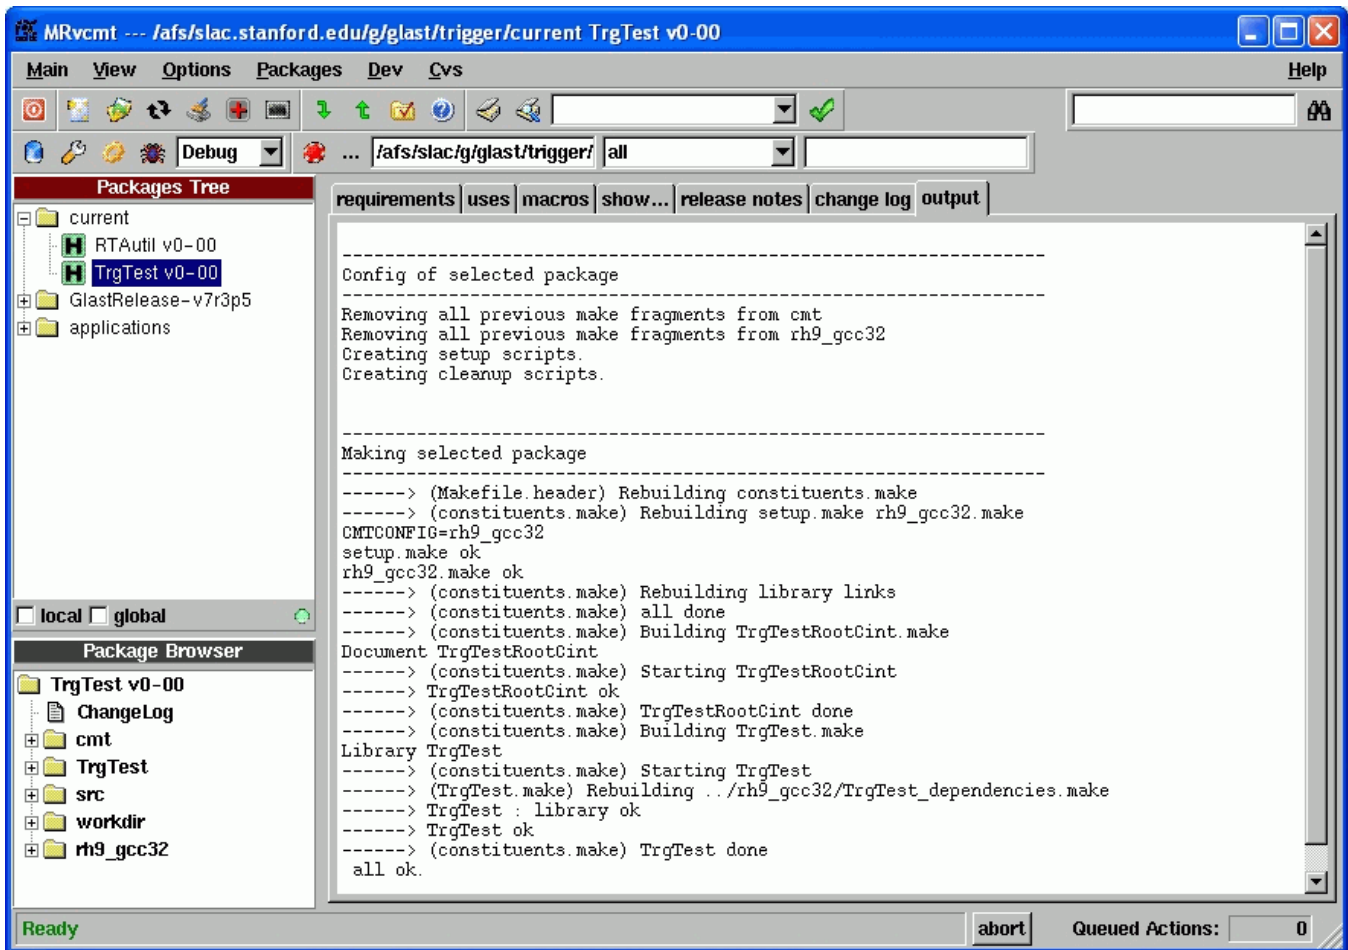 MRvcmt --- /afs/slac.stanford.edu/g/glast/trigger/current TrgTest v0-00
Main View Options Packages Dev Cvs Help
Debug ... /afs/slac/g/glast/trigger/ all
Packages Tree
current
RTAutil v0-00
TrgTest v0-00
GlastRelease-v7r3p5
applications
local global
Package Browser
TrgTest v0-00
ChangeLog
cmt
TrgTest
src
workdir
rh9_gcc32
requirements uses macros show... release notes change log output
--------------------------------------------------------------------
Config of selected package
--------------------------------------------------------------------
Removing all previous make fragments from cmt
Removing all previous make fragments from rh9_gcc32
Creating setup scripts.
Creating cleanup scripts.
--------------------------------------------------------------------
Making selected package
--------------------------------------------------------------------
------> (Makefile.header) Rebuilding constituents.make
------> (constituents.make) Rebuilding setup.make rh9_gcc32.make
CMTCONFIG=rh9_gcc32
setup.make ok
rh9_gcc32.make ok
------> (constituents.make) Rebuilding library links
------> (constituents.make) all done
------> (constituents.make) Building TrgTestRootCint.make
Document TrgTestRootCint
------> (constituents.make) Starting TrgTestRootCint
------> TrgTestRootCint ok
------> (constituents.make) TrgTestRootCint done
------> (constituents.make) Building TrgTest.make
Library TrgTest
------> (constituents.make) Starting TrgTest
------> (TrgTest.make) Rebuilding ../rh9_gcc32/TrgTest_dependencies.make
------> TrgTest : library ok
------> TrgTest ok
------> (constituents.make) TrgTest done
all ok.
Ready abort Queued Actions: 0